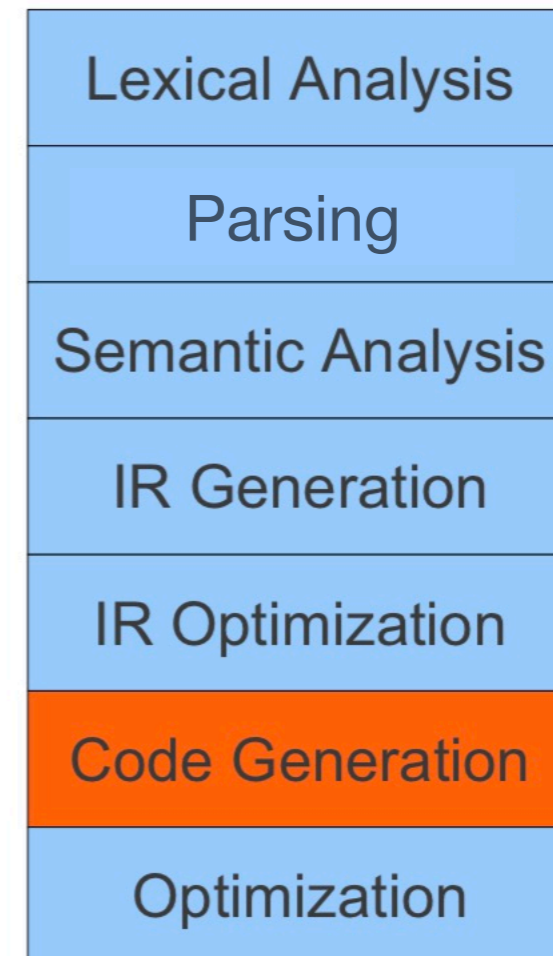 Lexical Analysis
Parsing
Semantic Analysis
IR Generation
IR Optimization
Code Generation
Optimization